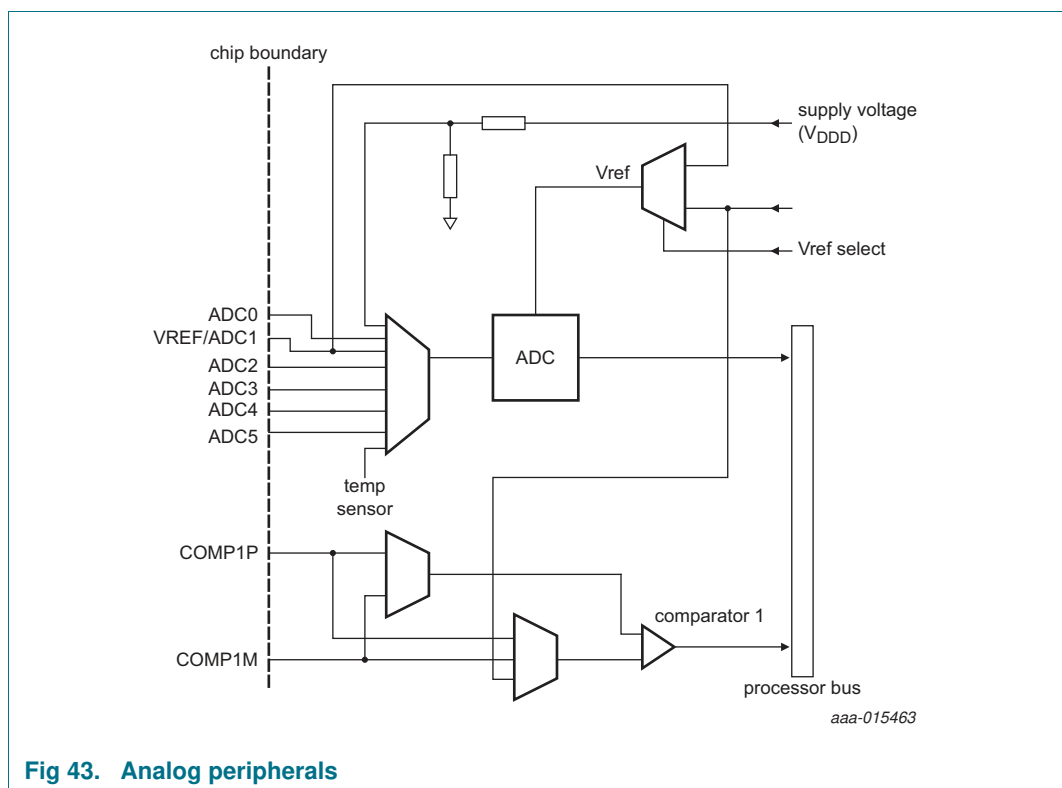 chip boundary
supply voltage
(VDDD)
Vref
Vref select
ADC0
VREF/ADC1
ADC2
ADC3
ADC4
ADC5
ADC
temp
sensor
COMP1P
comparator 1
COMP1M
processor bus
aaa-015463
Fig 43. Analog peripherals